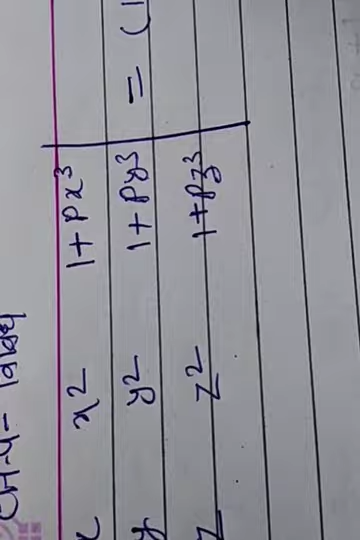 x x² 1+Px³
y y² 1+Py³ = (1
z z² 1+Pz³